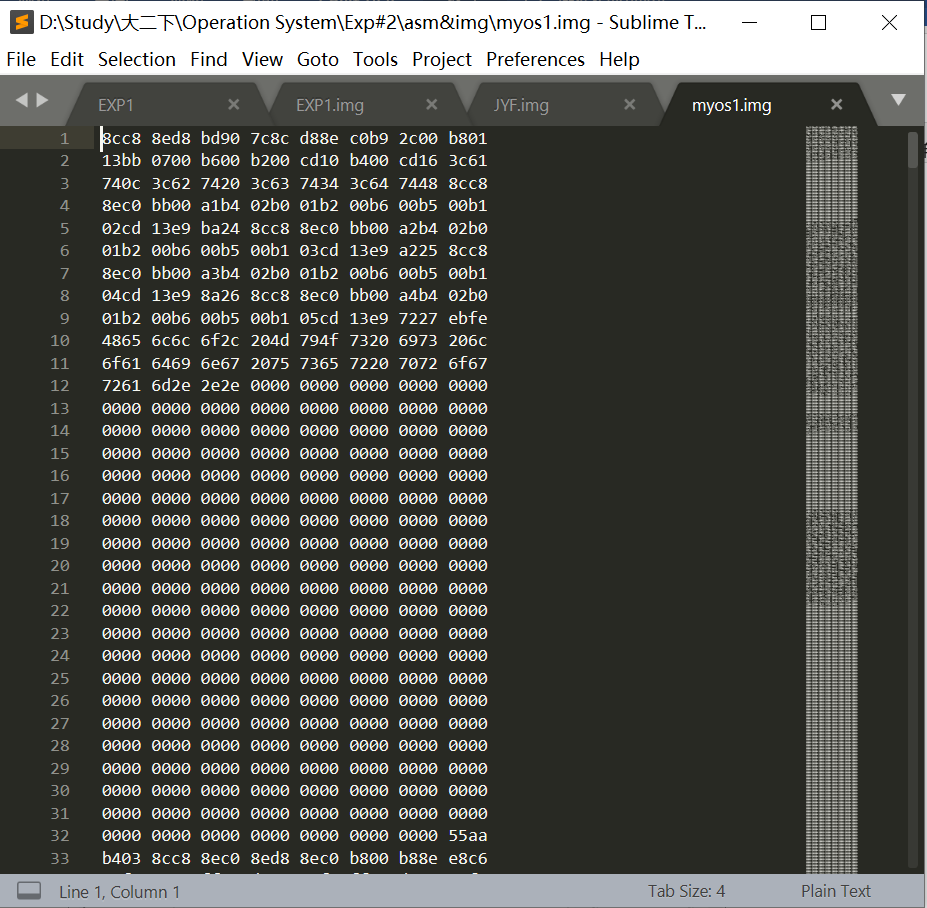 D:\Study\大二下\Operation System\Exp#2\asm&img\myos1.img - Sublime T...
File Edit Selection Find View Goto Tools Project Preferences Help
EXP1 EXP1.img JYF.img myos1.img
1 8cc8 8ed8 bd90 7c8c d88e c0b9 2c00 b801
2 13bb 0700 b600 b200 cd10 b400 cd16 3c61
3 740c 3c62 7420 3c63 7434 3c64 7448 8cc8
4 8ec0 bb00 a1b4 02b0 01b2 00b6 00b5 00b1
5 02cd 13e9 ba24 8cc8 8ec0 bb00 a2b4 02b0
6 01b2 00b6 00b5 00b1 03cd 13e9 a225 8cc8
7 8ec0 bb00 a3b4 02b0 01b2 00b6 00b5 00b1
8 04cd 13e9 8a26 8cc8 8ec0 bb00 a4b4 02b0
9 01b2 00b6 00b5 00b1 05cd 13e9 7227 ebfe
10 4865 6c6c 6f2c 204d 794f 7320 6973 206c
11 6f61 6469 6e67 2075 7365 7220 7072 6f67
12 7261 6d2e 2e2e 0000 0000 0000 0000 0000
13 0000 0000 0000 0000 0000 0000 0000 0000
14 0000 0000 0000 0000 0000 0000 0000 0000
15 0000 0000 0000 0000 0000 0000 0000 0000
16 0000 0000 0000 0000 0000 0000 0000 0000
17 0000 0000 0000 0000 0000 0000 0000 0000
18 0000 0000 0000 0000 0000 0000 0000 0000
19 0000 0000 0000 0000 0000 0000 0000 0000
20 0000 0000 0000 0000 0000 0000 0000 0000
21 0000 0000 0000 0000 0000 0000 0000 0000
22 0000 0000 0000 0000 0000 0000 0000 0000
23 0000 0000 0000 0000 0000 0000 0000 0000
24 0000 0000 0000 0000 0000 0000 0000 0000
25 0000 0000 0000 0000 0000 0000 0000 0000
26 0000 0000 0000 0000 0000 0000 0000 0000
27 0000 0000 0000 0000 0000 0000 0000 0000
28 0000 0000 0000 0000 0000 0000 0000 0000
29 0000 0000 0000 0000 0000 0000 0000 0000
30 0000 0000 0000 0000 0000 0000 0000 0000
31 0000 0000 0000 0000 0000 0000 0000 0000
32 0000 0000 0000 0000 0000 0000 0000 55aa
33 b403 8cc8 8ec0 8ed8 8ec0 b800 b88e e8c6
Line 1, Column 1 Tab Size: 4 Plain Text